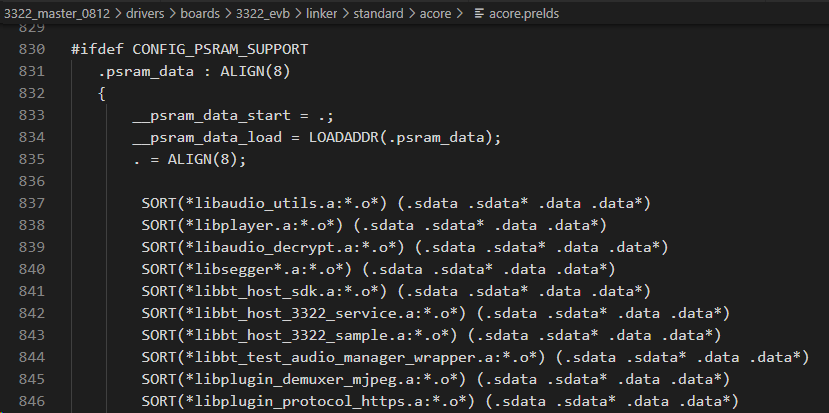 3322_master_0812 > drivers > boards > 3322_evb > linker > standard > acore > acore.prelds
829
830 #ifdef CONFIG_PSRAM_SUPPORT
831 .psram_data : ALIGN(8)
832 {
833 __psram_data_start = .;
834 __psram_data_load = LOADADDR(.psram_data);
835 . = ALIGN(8);
836
837 SORT(*libaudio_utils.a:*.o*) (.sdata .sdata* .data .data*)
838 SORT(*libplayer.a:*.o*) (.sdata .sdata* .data .data*)
839 SORT(*libaudio_decrypt.a:*.o*) (.sdata .sdata* .data .data*)
840 SORT(*libsegger*.a:*.o*) (.sdata .sdata* .data .data*)
841 SORT(*libbt_host_sdk.a:*.o*) (.sdata .sdata* .data .data*)
842 SORT(*libbt_host_3322_service.a:*.o*) (.sdata .sdata* .data .data*)
843 SORT(*libbt_host_3322_sample.a:*.o*) (.sdata .sdata* .data .data*)
844 SORT(*libbt_test_audio_manager_wrapper.a:*.o*) (.sdata .sdata* .data .data*)
845 SORT(*libplugin_demuxer_mjpeg.a:*.o*) (.sdata .sdata* .data .data*)
846 SORT(*libplugin_protocol_https.a:*.o*) (.sdata .sdata* .data .data*)